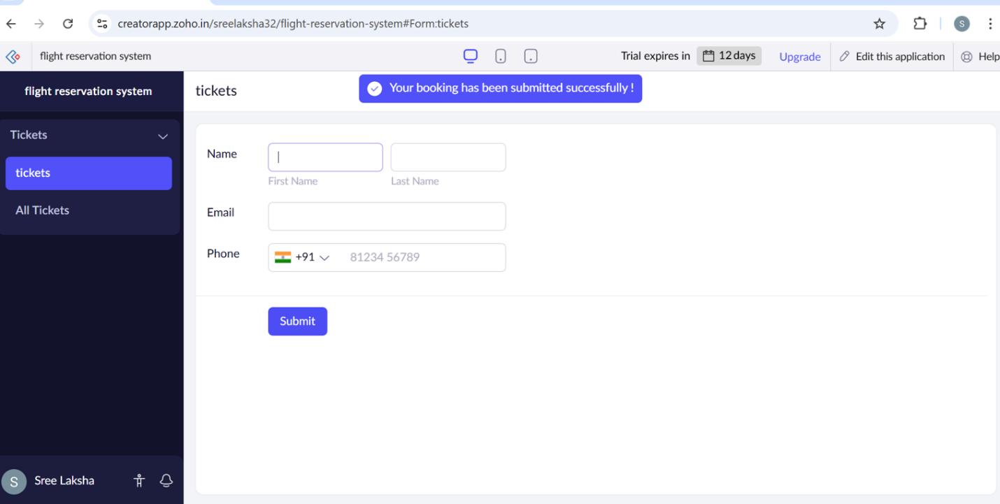 creatorapp.zoho.in/sreelaksha32/flight-reservation-system#Form:tickets
S
flight reservation system
Trial expires in 12 days Upgrade Edit this application Help
flight reservation system
tickets
Your booking has been submitted successfully !
Tickets
tickets
All Tickets
Name
First Name Last Name
Email
Phone +91 81234 56789
Submit
S Sree Laksha